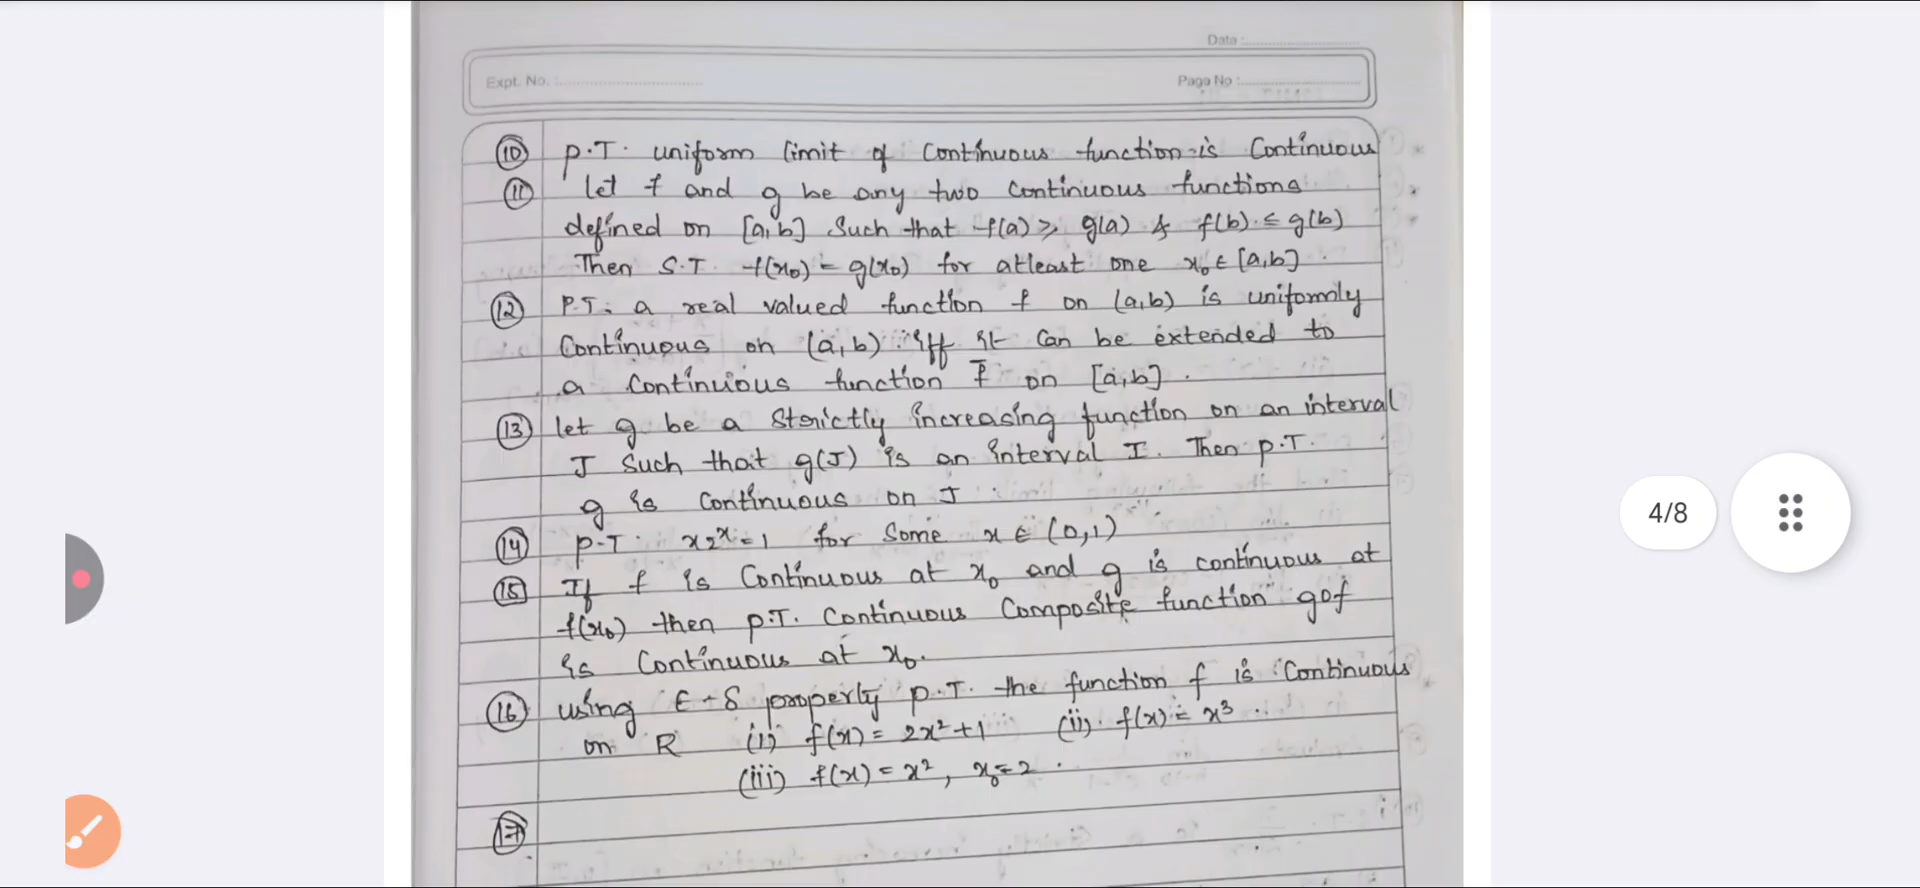 Data :
Expt. No. :
Page No :
(10) P.T. uniform limit of continuous function is continuous
(11) let f and g be any two continuous functions
defined on [a,b] Such that f(a) ≥ g(a) & f(b) ≤ g(b)
Then S.T. f(x₀) = g(x₀) for atleast one x₀ ∈ [a,b]
(12) P.T. a real valued function f on (a,b) is uniformly
Continuous on (a,b) iff it can be extended to
a continuious function f̄ on [a,b].
(13) let g be a strictly increasing function on an interval
J such that g(J) is an interval I. Then p.T.
g is continuous on J
(14) P.T. x2ˣ=1 for some x ∈ (0,1)
(15) If f is continuous at x₀ and g is continuous at
f(x₀) then p.T. continuous composite function gof
is continuous at x₀.
(16) using ε-δ property p.T. the function f is continuous
on R (i) f(x) = 2x²+1 (ii) f(x) = x³
(iii) f(x) = x², x₀=2.
(17)
4/8